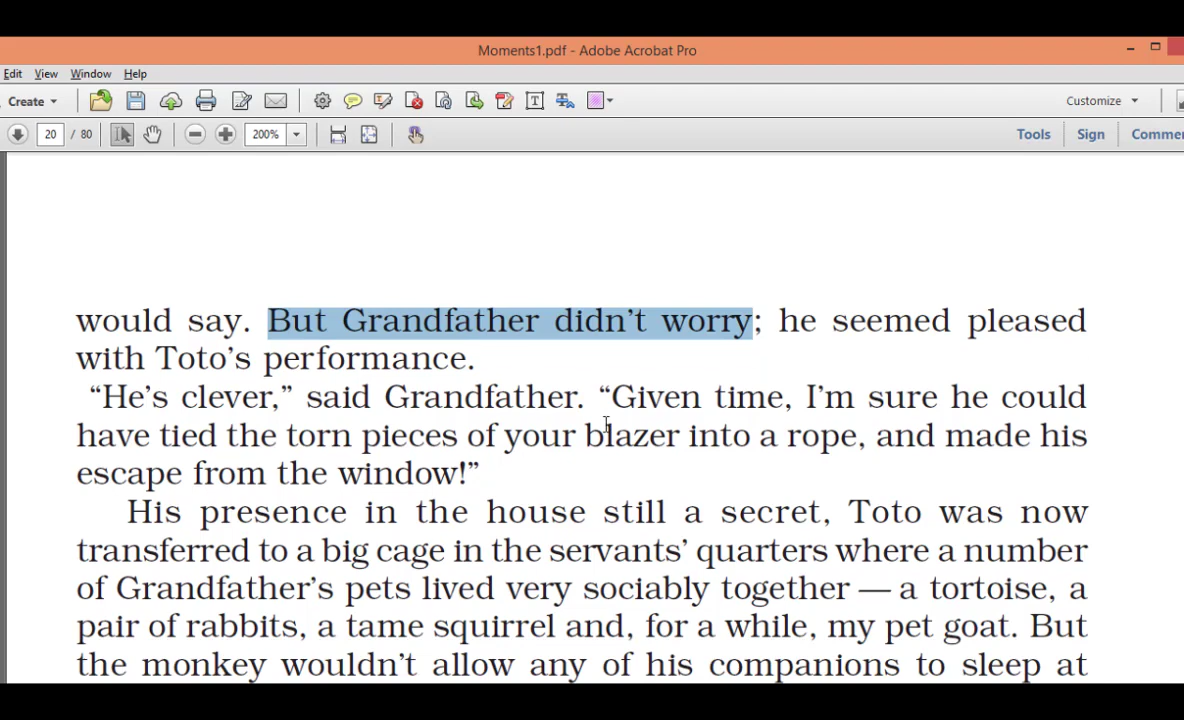 Moments1.pdf - Adobe Acrobat Pro
Edit View Window Help
Create Customize
20 / 80 200% Tools Sign Commer
would say. But Grandfather didn’t worry; he seemed pleased
with Toto’s performance.
“He’s clever,” said Grandfather. “Given time, I’m sure he could
have tied the torn pieces of your blazer into a rope, and made his
escape from the window!”
His presence in the house still a secret, Toto was now
transferred to a big cage in the servants’ quarters where a number
of Grandfather’s pets lived very sociably together — a tortoise, a
pair of rabbits, a tame squirrel and, for a while, my pet goat. But
the monkey wouldn’t allow any of his companions to sleep at